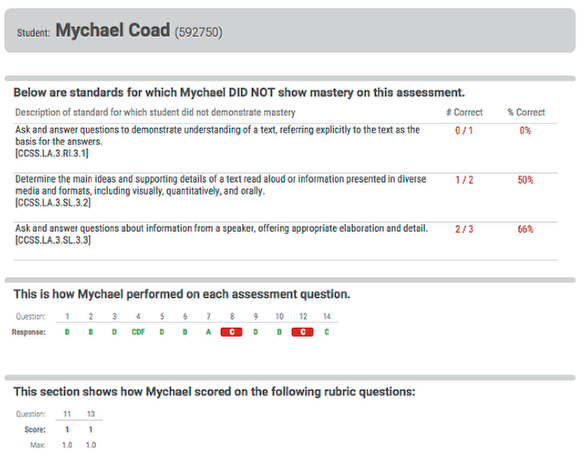 Student: Mychael Coad (592750)
Below are standards for which Mychael DID NOT show mastery on this assessment.
Description of standard for which student did not demonstrate mastery # Correct % Correct
Ask and answer questions to demonstrate understanding of a text, referring explicitly to the text as the 0 / 1 0%
basis for the answers.
[CCSS.LA.3.RI.3.1]
Determine the main ideas and supporting details of a text read aloud or information presented in diverse 1 / 2 50%
media and formats, including visually, quantitatively, and orally.
[CCSS.LA.3.SL.3.2]
Ask and answer questions about information from a speaker, offering appropriate elaboration and detail. 2 / 3 66%
[CCSS.LA.3.SL.3.3]
This is how Mychael performed on each assessment question.
Question: 1 2 3 4 5 6 7 8 9 10 12 14
Response: B B D CDF D B A C D B C C
This section shows how Mychael scored on the following rubric questions:
Question: 11 13
Score: 1 1
Max: 1.0 1.0